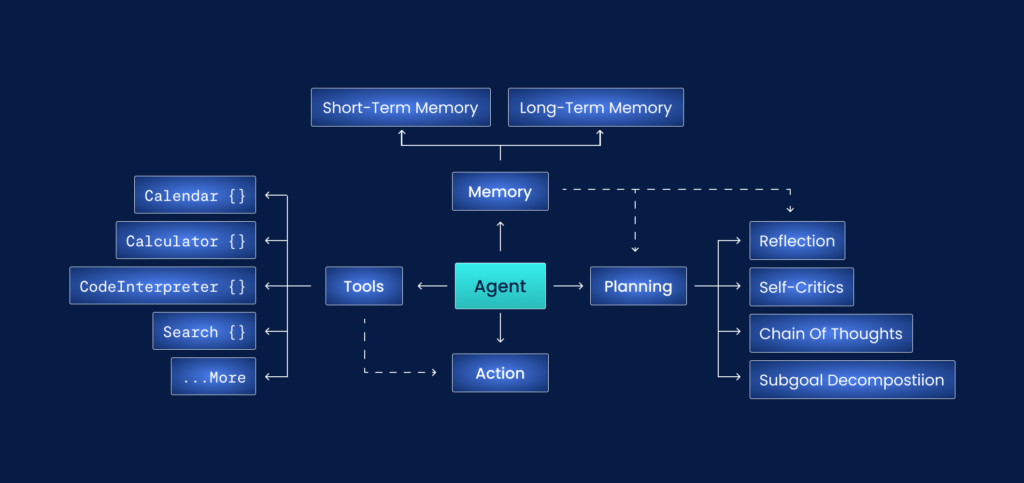 Short-Term Memory
Long-Term Memory
Memory
Calendar {}
Calculator {}
CodeInterpreter {}
Search {}
...More
Tools
Agent
Planning
Action
Reflection
Self-Critics
Chain Of Thoughts
Subgoal Decompostiion